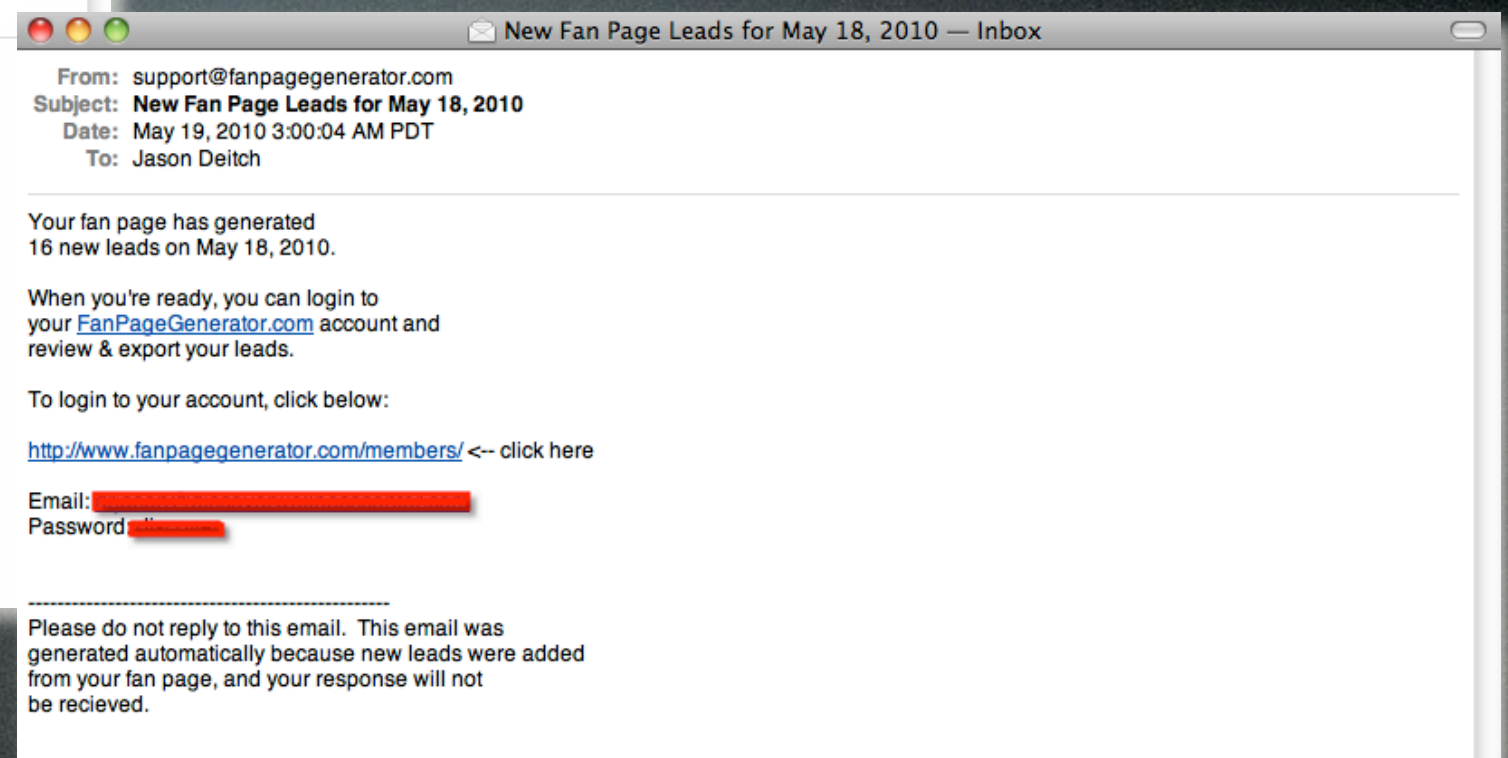 New Fan Page Leads for May 18, 2010 — Inbox
From: support@fanpagegenerator.com
Subject: New Fan Page Leads for May 18, 2010
Date: May 19, 2010 3:00:04 AM PDT
To: Jason Deitch
Your fan page has generated
16 new leads on May 18, 2010.
When you're ready, you can login to
your FanPageGenerator.com account and
review & export your leads.
To login to your account, click below:
http://www.fanpagegenerator.com/members/ <-- click here
Email:
Password
--------------------------------------------------
Please do not reply to this email.  This email was
generated automatically because new leads were added
from your fan page, and your response will not
be recieved.